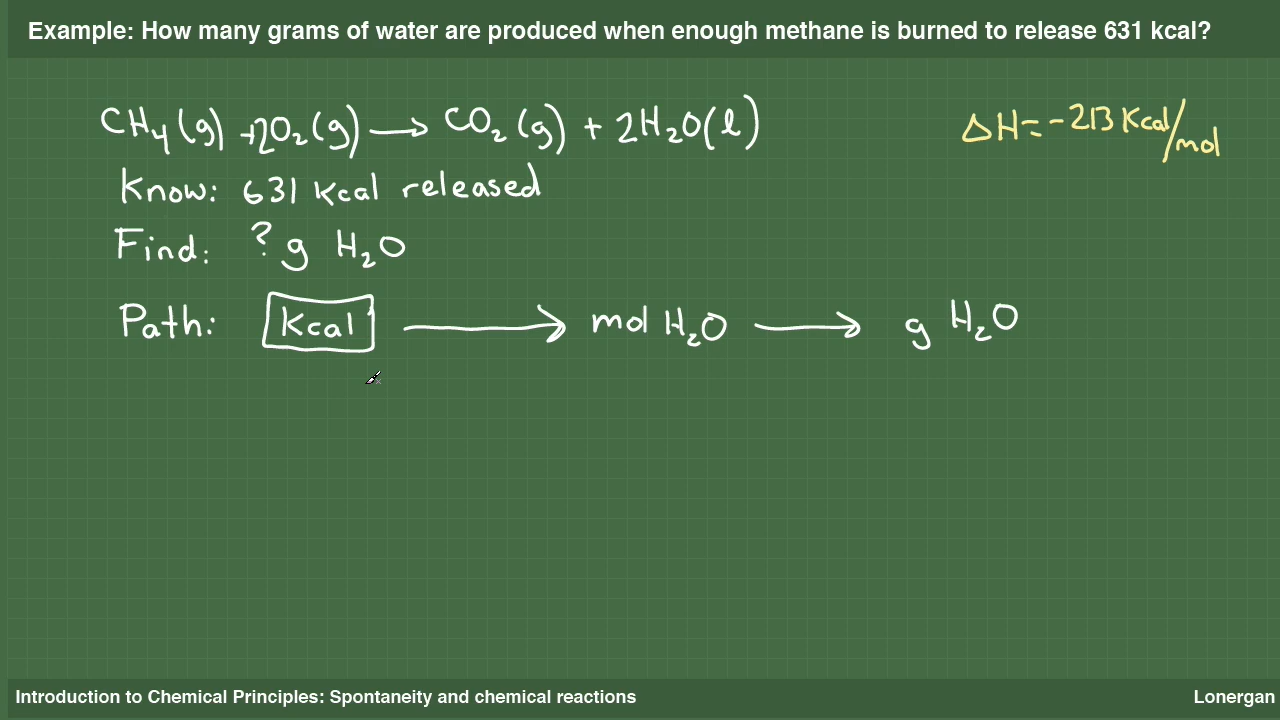 Example: How many grams of water are produced when enough methane is burned to release 631 kcal?
CH₄(g) + 2O₂(g) → CO₂(g) + 2H₂O(l)
ΔH = -213 Kcal/mol
Know: 631 Kcal released
Find: ? g H₂O
Path: Kcal → mol H₂O → g H₂O
Introduction to Chemical Principles: Spontaneity and chemical reactions
Lonergan